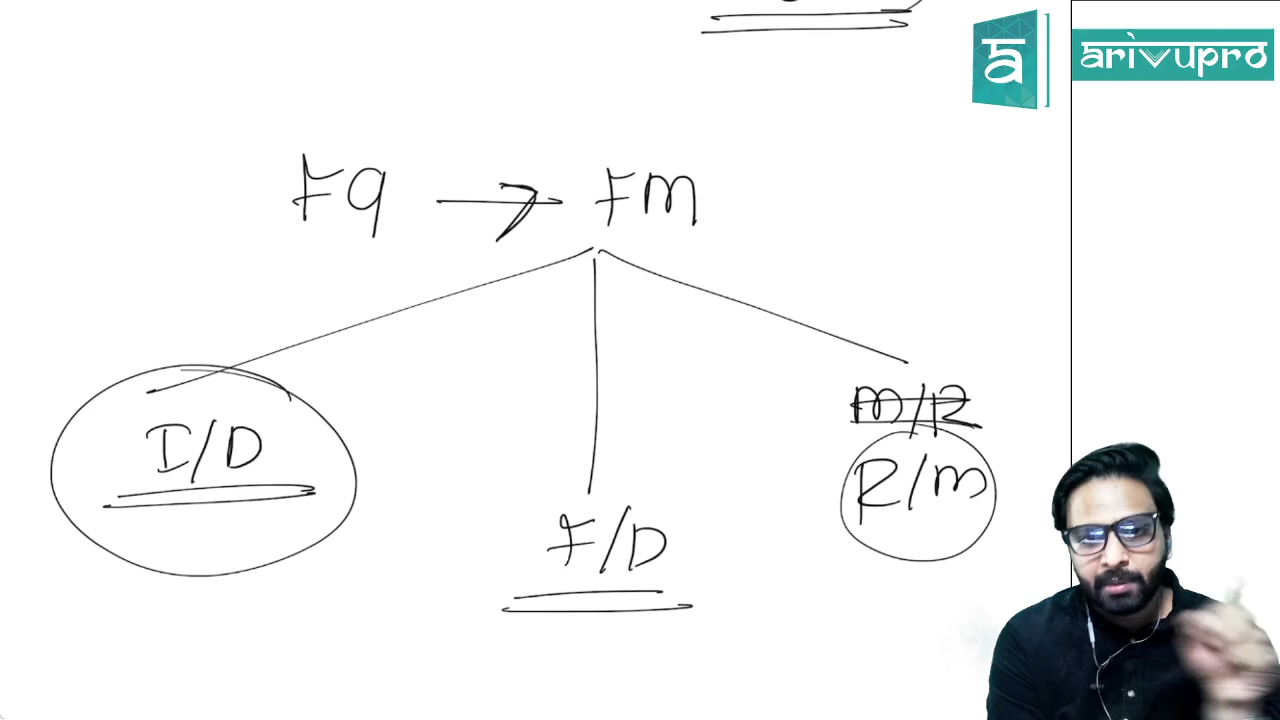 ā arivupro
Fq → Fm
I/D
F/D
m/R
R/m